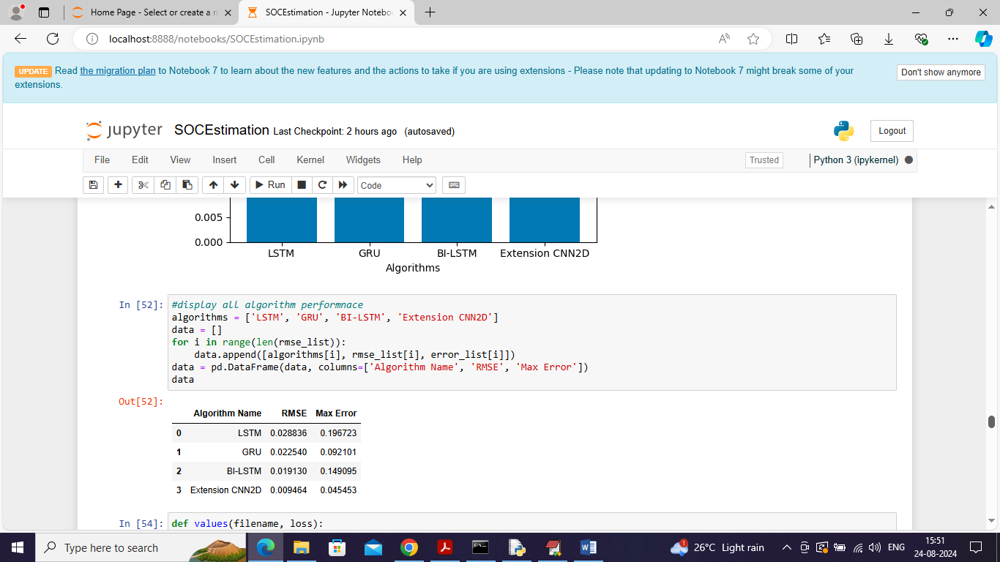 Home Page - Select or create a n
SOCEstimation - Jupyter Notebo
localhost:8888/notebooks/SOCEstimation.ipynb
UPDATE Read the migration plan to Notebook 7 to learn about the new features and the actions to take if you are using extensions - Please note that updating to Notebook 7 might break some of your
extensions.
Don't show anymore
jupyter SOCEstimation Last Checkpoint: 2 hours ago (autosaved)
Logout
File Edit View Insert Cell Kernel Widgets Help
Trusted Python 3 (ipykernel)
Run Code
0.005
0.000
LSTM GRU BI-LSTM Extension CNN2D
Algorithms
In [52]: #display all algorithm performnace
algorithms = ['LSTM', 'GRU', 'BI-LSTM', 'Extension CNN2D']
data = []
for i in range(len(rmse_list)):
data.append([algorithms[i], rmse_list[i], error_list[i]])
data = pd.DataFrame(data, columns=['Algorithm Name', 'RMSE', 'Max Error'])
data
Out[52]:
Algorithm Name RMSE Max Error
0 LSTM 0.028836 0.196723
1 GRU 0.022540 0.092101
2 BI-LSTM 0.019130 0.149095
3 Extension CNN2D 0.009464 0.045453
In [54]: def values(filename, loss):
Type here to search
1
26°C Light rain
ENG
15:51
24-08-2024